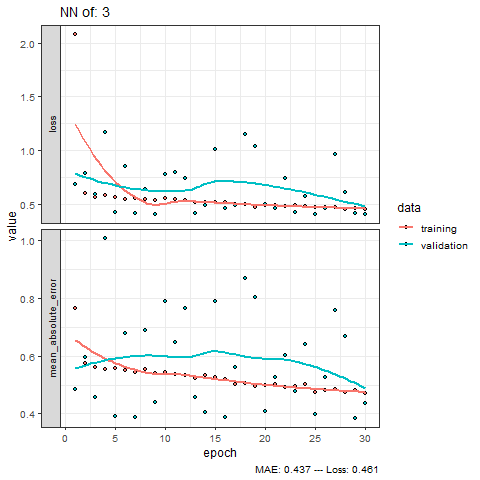 NN of: 3
value
loss
2.0
1.5
1.0
0.5
mean_absolute_error
1.0
0.8
0.6
0.4
0 5 10 15 20 25 30
epoch
data
training
validation
MAE: 0.437 --- Loss: 0.461